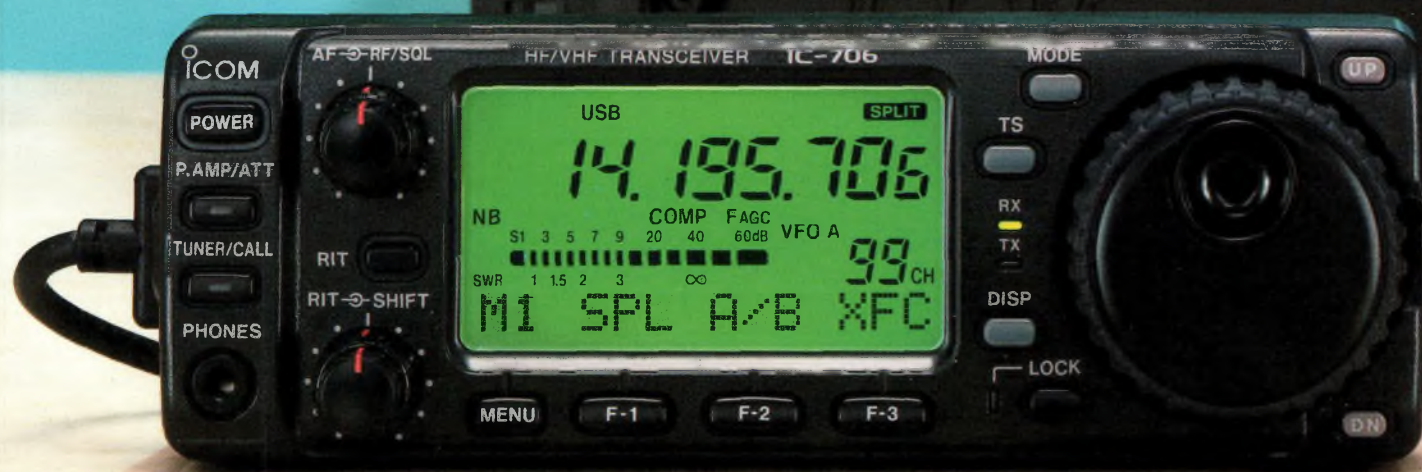 ICOM
AF RF/SQL
HF/VHF TRANSCEIVER IC-706
MODE
UP
POWER
USB
SPLIT
TS
14.195.706
P.AMP/ATT
NB
COMP
FAGC
VFO A
RX
S1 3 5 7 9 20 40 60dB
TX
99CH
TUNER/CALL
RIT
SWR 1 1.5 2 3 ∞
RIT SHIFT
M1 SPL A/B XFC
DISP
PHONES
LOCK
MENU
F-1
F-2
F-3
DN